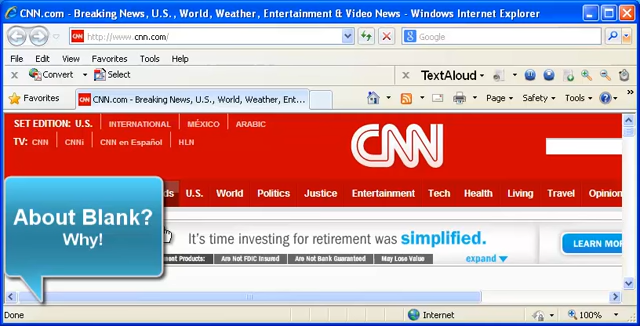 CNN.com - Breaking News, U.S., World, Weather, Entertainment & Video News - Windows Internet Explorer
http://www.cnn.com/
Google
File Edit View Favorites Tools Help
x Convert Select
x TextAloud
Favorites CNN.com - Breaking News, U.S., World, Weather, Ent... Page Safety Tools
SET EDITION: U.S. INTERNATIONAL MÉXICO ARABIC
TV: CNN CNNi CNN en Español HLN
CNN
U.S. World Politics Justice Entertainment Tech Health Living Travel Opinion
About Blank?
Why!
It's time investing for retirement was simplified.
LEARN MOR
ment Products: Are Not FDIC Insured Are Not Bank Guaranteed May Lose Value expand
Done Internet 100%